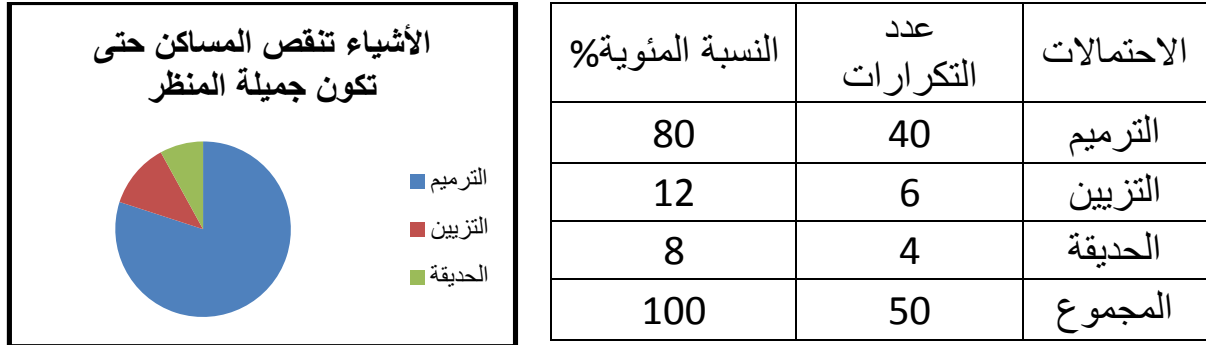 الأشياء تنقص المساكن حتى
تكون جميلة المنظر
الترميم
التزيين
الحديقة
الاحتمالات عدد التكرارات النسبة المئوية%
الترميم 40 80
التزيين 6 12
الحديقة 4 8
المجموع 50 100